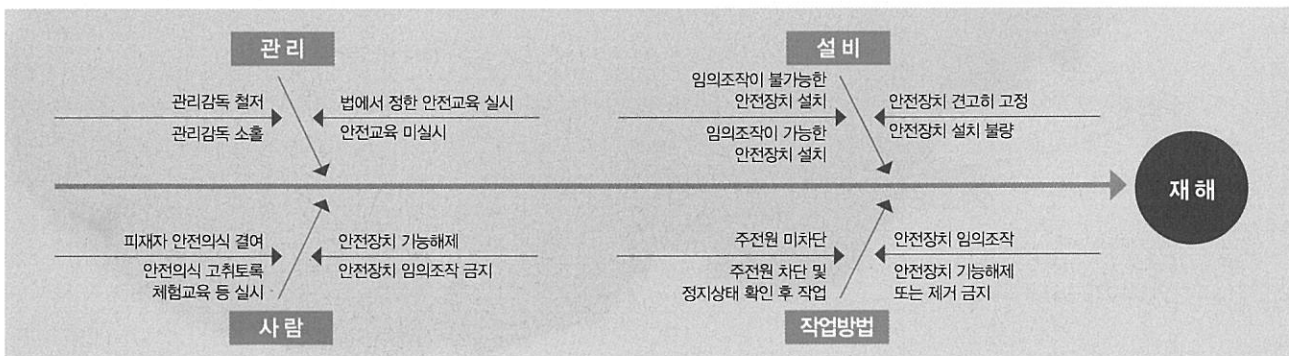 관리
관리감독 철저
관리감독 소홀
법에서 정한 안전교육 실시
안전교육 미실시
설비
임의조작이 불가능한
안전장치 설치
임의조작이 가능한
안전장치 설치
안전장치 견고히 고정
안전장치 설치 불량
재해
피재자 안전의식 결여
안전의식 고취토록
체험교육 등 실시
안전장치 기능해제
안전장치 임의조작 금지
사람
주전원 미차단
주전원 차단 및
정지상태 확인 후 작업
안전장치 임의조작
안전장치 기능해제
또는 제거 금지
작업방법